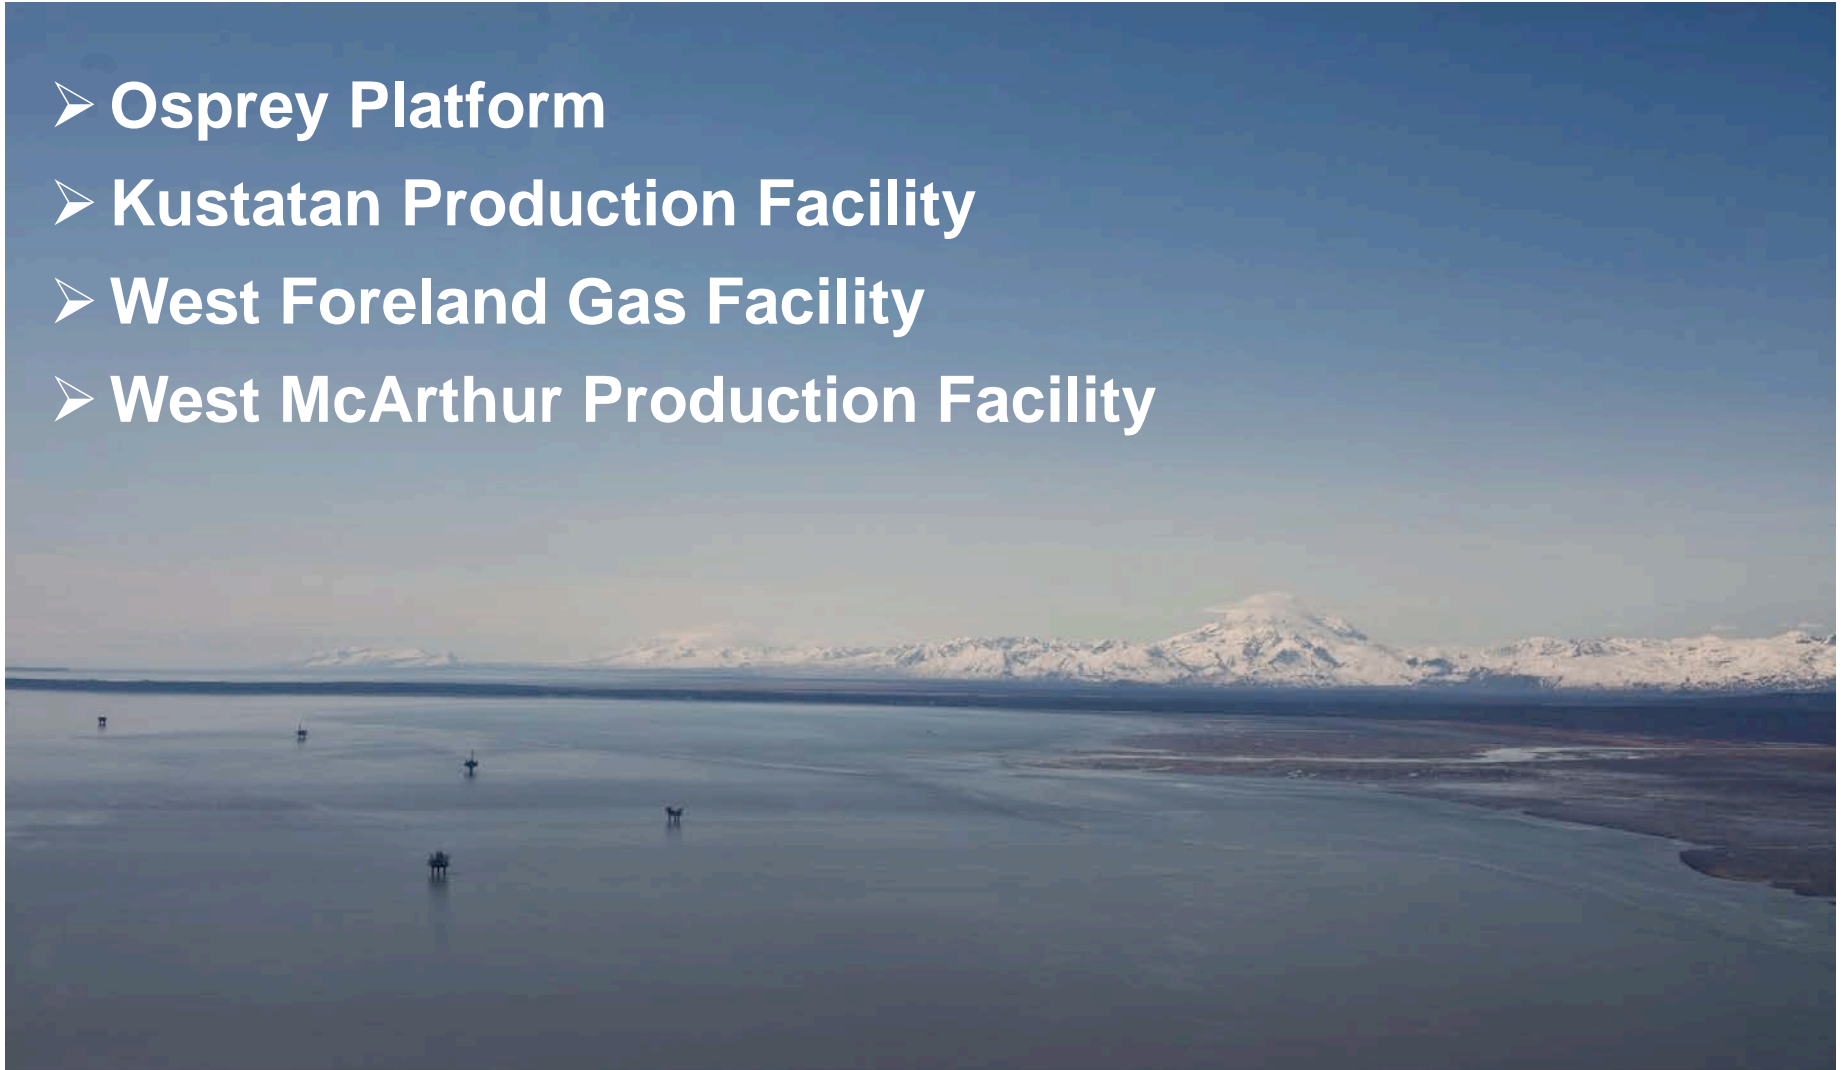 ➢ Osprey Platform
➢ Kustatan Production Facility
➢ West Foreland Gas Facility
➢ West McArthur Production Facility